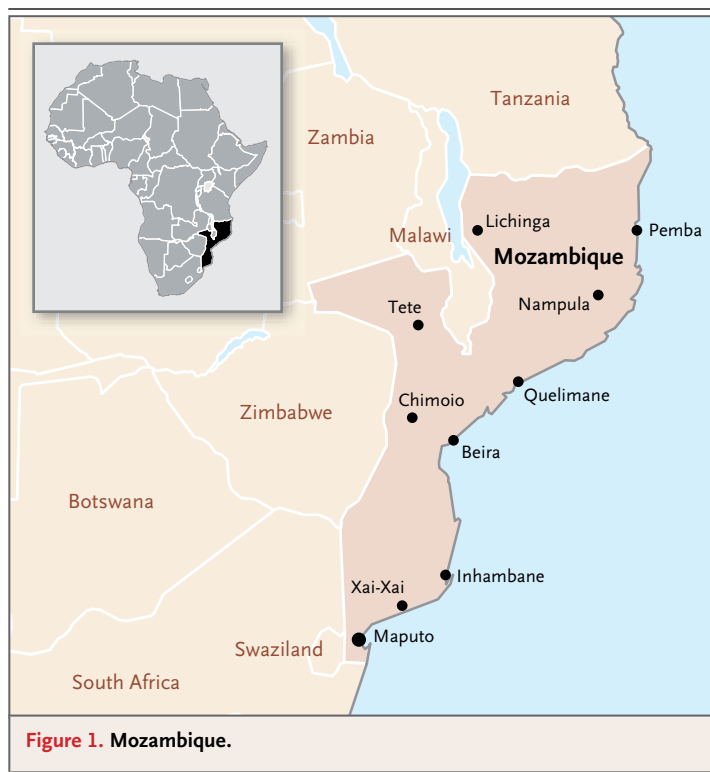 Tanzania
Zambia
Lichinga
Pemba
Malawi
Mozambique
Nampula
Tete
Quelimane
Chimoio
Zimbabwe
Beira
Botswana
Inhambane
Xai-Xai
Maputo
Swaziland
South Africa
Figure 1. Mozambique.